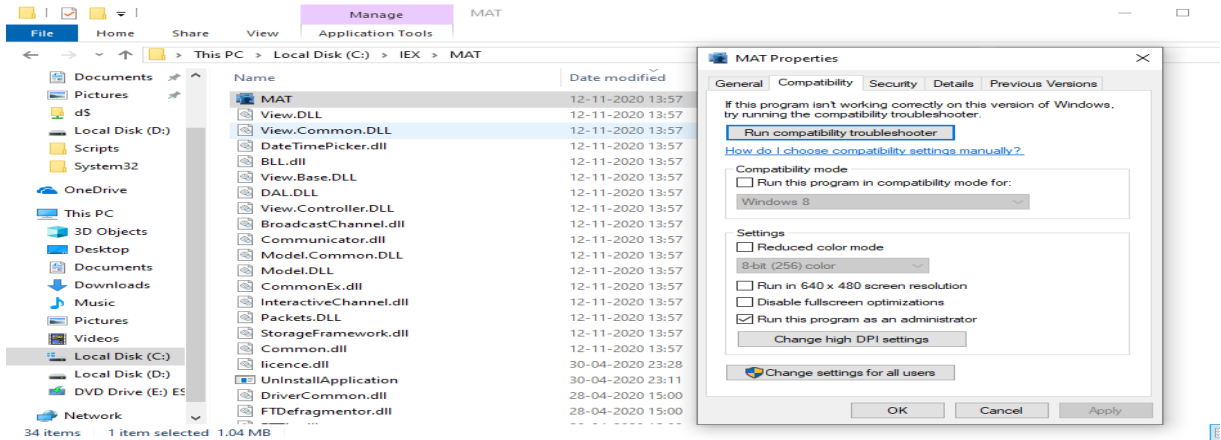 Manage
MAT
File
Home
Share
View
Application Tools
This PC > Local Disk (C:) > IEX > MAT
Documents
Pictures
d$
Local Disk (D:)
Scripts
System32
OneDrive
This PC
3D Objects
Desktop
Documents
Downloads
Music
Pictures
Videos
Local Disk (C:)
Local Disk (D:)
DVD Drive (E:) ES
Network
Name
Date modified
MAT 12-11-2020 13:57
View.DLL 12-11-2020 13:57
View.Common.DLL 12-11-2020 13:57
DateTimePicker.dll 12-11-2020 13:57
BLL.dll 12-11-2020 13:57
View.Base.DLL 12-11-2020 13:57
DAL.DLL 12-11-2020 13:57
View.Controller.DLL 12-11-2020 13:57
BroadcastChannel.dll 12-11-2020 13:57
Communicator.dll 12-11-2020 13:57
Model.Common.DLL 12-11-2020 13:57
Model.DLL 12-11-2020 13:57
CommonEx.dll 12-11-2020 13:57
InteractiveChannel.dll 12-11-2020 13:57
Packets.DLL 12-11-2020 13:57
StorageFramework.dll 12-11-2020 13:57
Common.dll 12-11-2020 13:57
licence.dll 30-04-2020 23:28
UnInstallApplication 30-04-2020 23:11
DriverCommon.dll 28-04-2020 15:00
FTDefragmentor.dll 28-04-2020 15:00
34 items
1 item selected 1.04 MB
MAT Properties
General
Compatibility
Security
Details
Previous Versions
If this program isn't working correctly on this version of Windows,
try running the compatibility troubleshooter.
Run compatibility troubleshooter
How do I choose compatibility settings manually?
Compatibility mode
Run this program in compatibility mode for:
Windows 8
Settings
Reduced color mode
8-bit (256) color
Run in 640 x 480 screen resolution
Disable fullscreen optimizations
Run this program as an administrator
Change high DPI settings
Change settings for all users
OK
Cancel
Apply